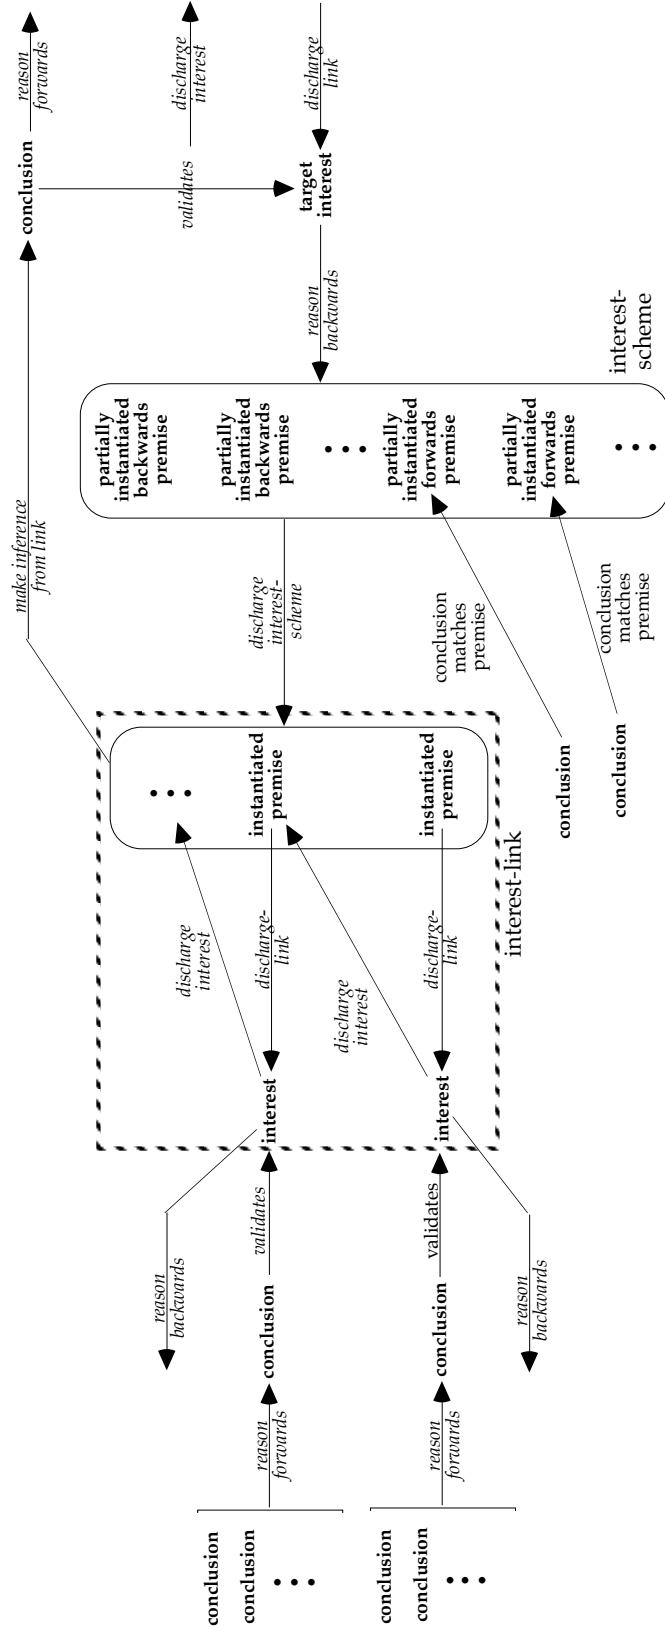 conclusion
reason
forwards
discharge
interest
validates
discharge
link
target
interest
reason
backwards
make inference
from link
partially
instantiated
backwards
premise
partially
instantiated
backwards
premise
• • •
partially
instantiated
forwards
premise
partially
instantiated
forwards
premise
• • •
interest-
scheme
discharge
interest-
scheme
conclusion
matches
premise
conclusion
matches
premise
conclusion
conclusion
• • •
instantiated
premise
instantiated
premise
interest-link
discharge
interest
discharge-
link
discharge
interest
discharge-
link
interest
interest
reason
backwards
validates
validates
reason
backwards
conclusion
conclusion
reason
forwards
reason
forwards
conclusion
conclusion
• • •
conclusion
conclusion
• • •